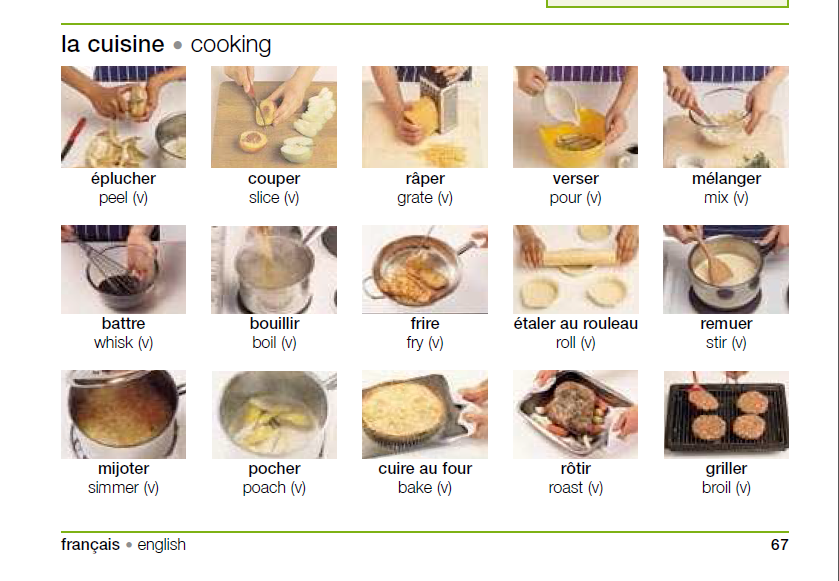 la cuisine • cooking
éplucher
peel (v)
couper
slice (v)
râper
grate (v)
verser
pour (v)
mélanger
mix (v)
battre
whisk (v)
bouillir
boil (v)
frire
fry (v)
étaler au rouleau
roll (v)
remuer
stir (v)
mijoter
simmer (v)
pocher
poach (v)
cuire au four
bake (v)
rôtir
roast (v)
griller
broil (v)
français • english
67